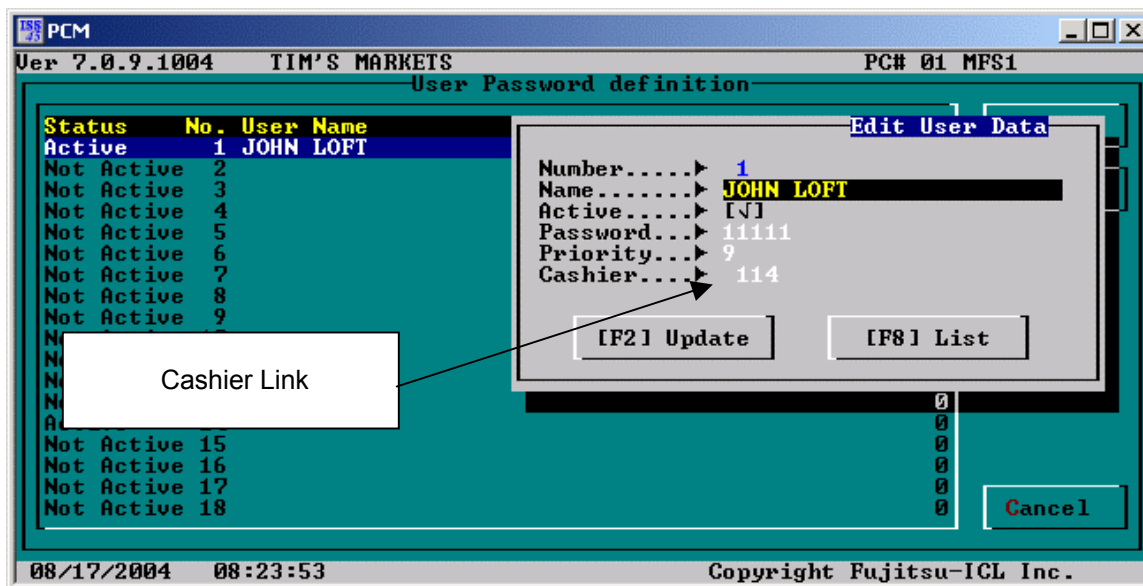 ISS
45
PCM
Ver 7.0.9.1004 TIM'S MARKETS PC# 01 MFS1
User Password definition
Status No. User Name
Active 1 JOHN LOFT
Not Active 2
Not Active 3
Not Active 4
Not Active 5
Not Active 6
Not Active 7
Not Active 8
Not Active 9
0
0
Not Active 15 0
Not Active 16 0
Not Active 17 0
Not Active 18 0
Edit User Data
Number.....► 1
Name.......► JOHN LOFT
Active.....► [√]
Password...► 11111
Priority...► 9
Cashier....► 114
[F2] Update [F8] List
Cashier Link
Cancel
08/17/2004 08:23:53 Copyright Fujitsu-ICL Inc.